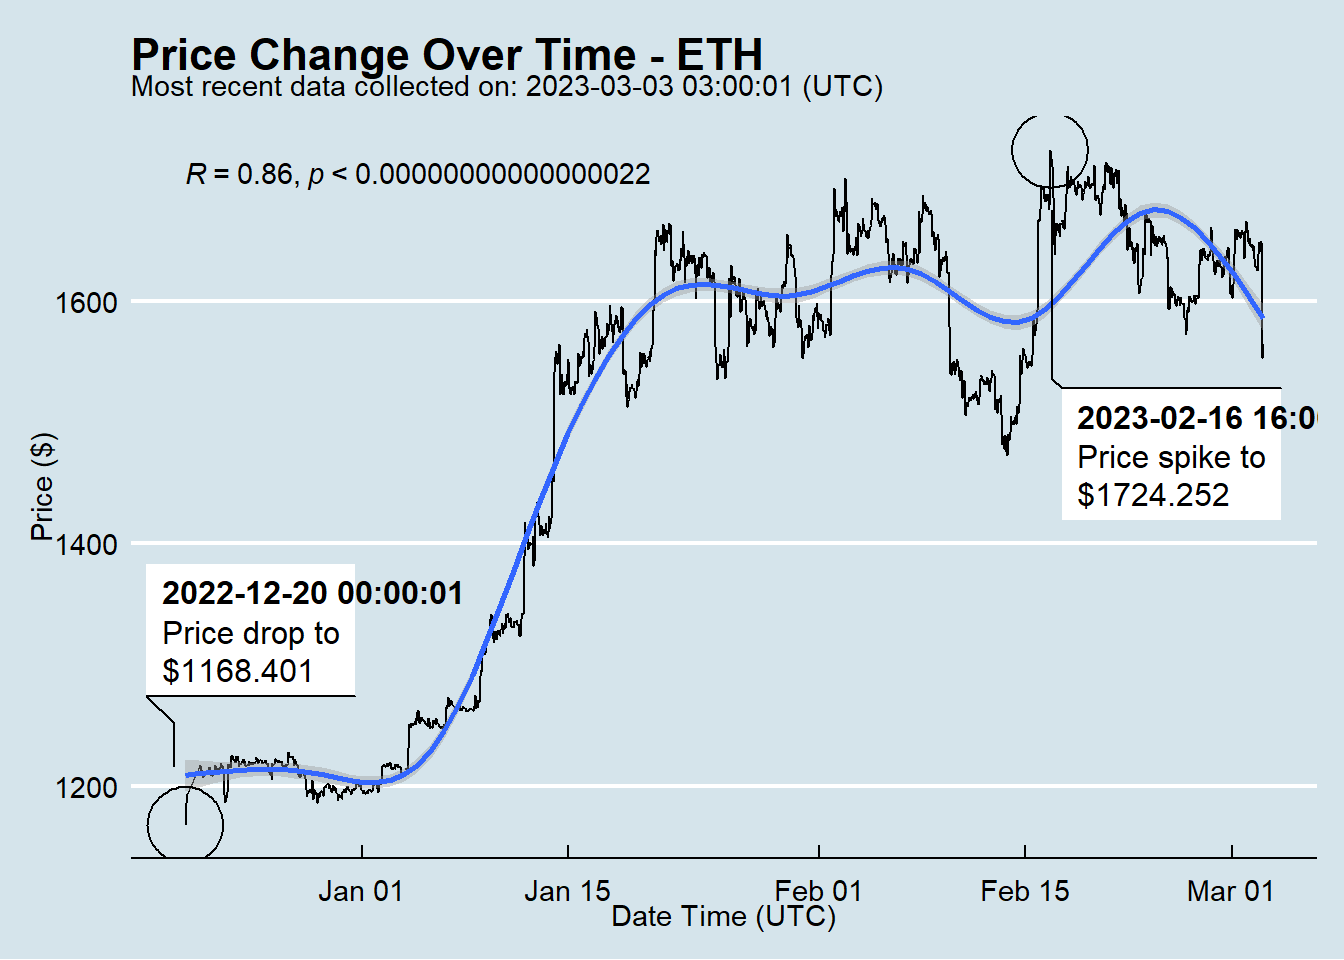 Price Change Over Time - ETH
Most recent data collected on: 2023-03-03 03:00:01 (UTC)
R = 0.86, p < 0.00000000000000022
1600
1400
1200
Price ($)
2023-02-16 16:0
Price spike to
$1724.252
2022-12-20 00:00:01
Price drop to
$1168.401
Jan 01
Jan 15
Feb 01
Feb 15
Mar 01
Date Time (UTC)